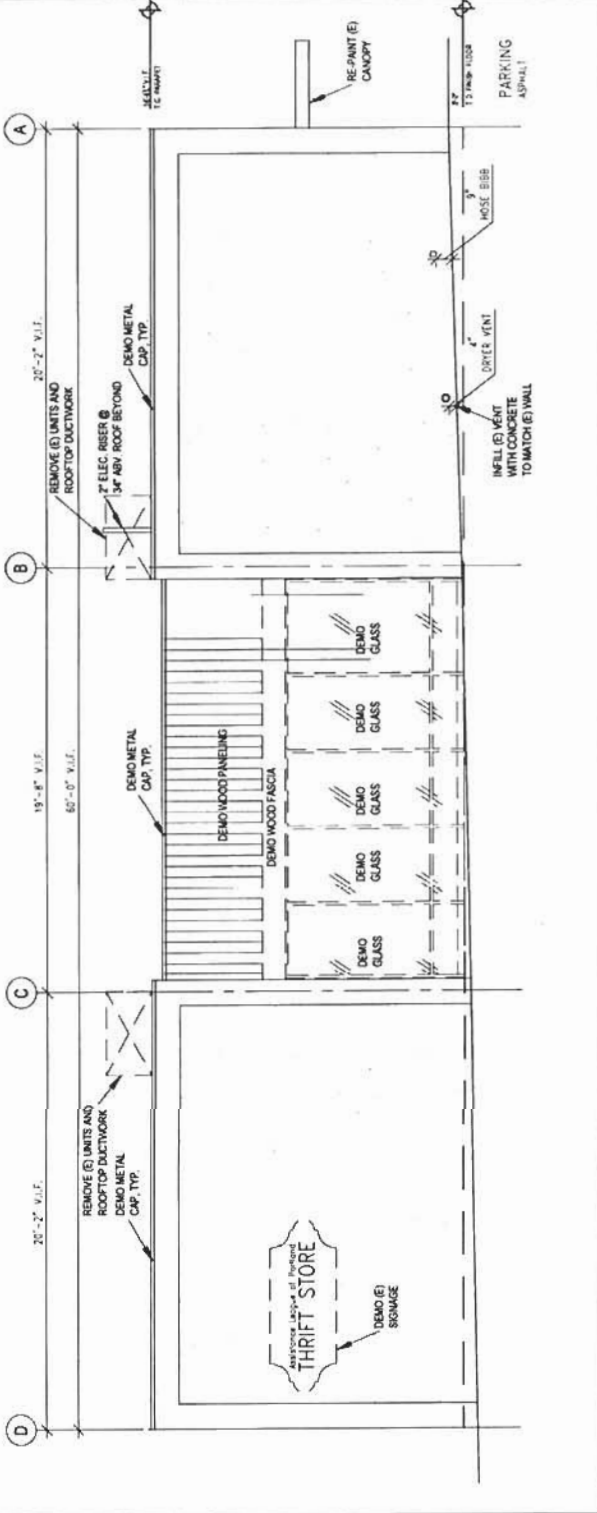 D
C
B
A
20'-2" V.I.F.
19'-8" V.I.F.
20'-2" V.I.F.
60'-0" V.I.F.
REMOVE (E) UNITS AND
ROOFTOP DUCTWORK
DEMO METAL
CAP, TYP.
DEMO METAL
CAP, TYP.
REMOVE (E) UNITS AND
ROOFTOP DUCTWORK
2" ELEC. RISER @
34" ABV. ROOF BEYOND
DEMO METAL
CAP, TYP.
V.I.F.
T.O. PARAPET
RE-PAINT (E)
CANOPY
DEMO WOOD PANELING
DEMO WOOD FASCIA
DEMO
GLASS
DEMO
GLASS
DEMO
GLASS
DEMO
GLASS
DEMO
GLASS
Assistance League of Portland
THRIFT STORE
DEMO (E)
SIGNAGE
T.O. FINISH FLOOR
PARKING
ASPHALT
9"
HOSE BIBB
4"
DRYER VENT
INFILL (E) VENT
WITH CONCRETE
TO MATCH (E) WALL